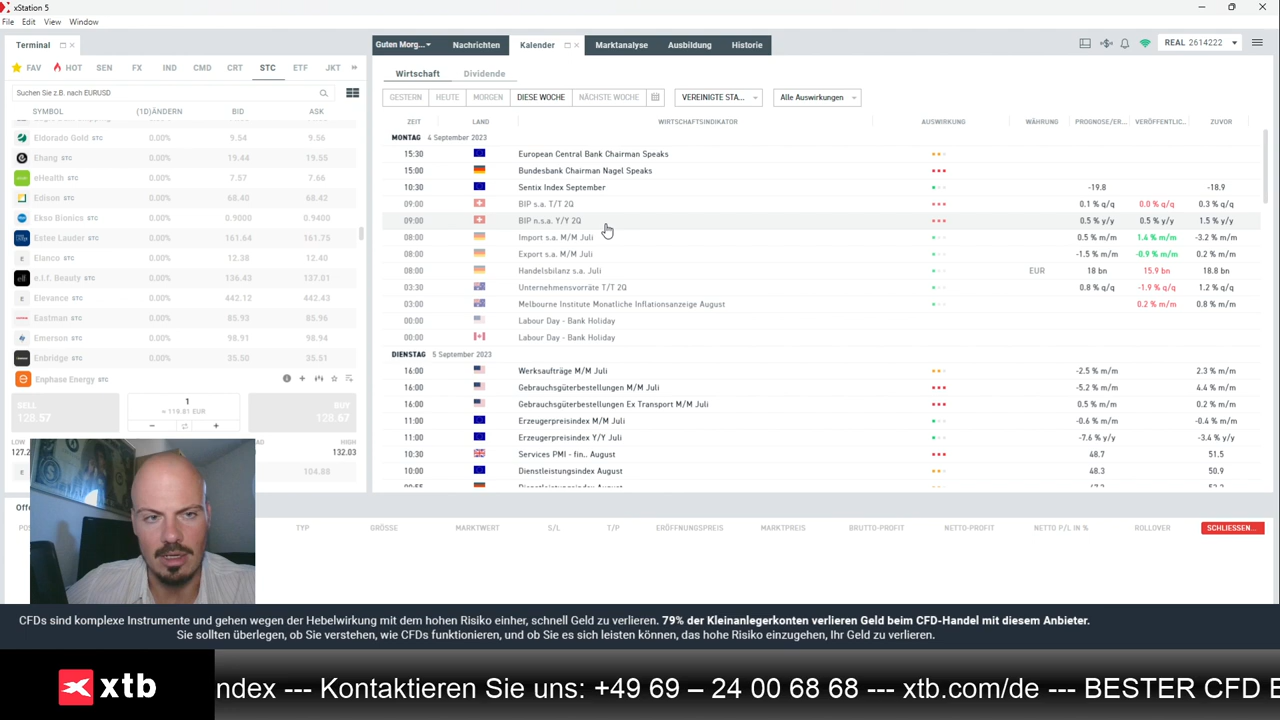 xStation 5
File Edit View Window
Terminal
FAV HOT SEN FX IND CMD CRT STC ETF JKT
Suchen Sie z.B. nach EURUSD
SYMBOL (1D)ÄNDERN BID ASK
Eldorado Gold STC 0.00% 9.54 9.56
Ehang STC 0.00% 19.44 19.55
eHealth STC 0.00% 7.57 7.66
Edison STC 0.00% 68.40 68.42
Ekso Bionics STC 0.00% 0.9000 0.9400
Estee Lauder STC 0.00% 161.64 161.75
Elanco STC 0.00% 12.38 12.40
e.l.f. Beauty STC 0.00% 136.43 137.01
Elevance STC 0.00% 442.12 442.43
Eastman STC 0.00% 85.93 85.96
Emerson STC 0.00% 98.91 98.94
Enbridge STC 0.00% 35.50 35.51
Enphase Energy STC
SELL 128.57
1
≈ 119.81 EUR
BUY 128.67
LOW HIGH
132.03
104.88
Guten Morg... Nachrichten Kalender Marktanalyse Ausbildung Historie
REAL 2614222
Wirtschaft Dividende
GESTERN HEUTE MORGEN DIESE WOCHE NÄCHSTE WOCHE VEREINIGTE STA... Alle Auswirkungen
ZEIT LAND WIRTSCHAFTSINDIKATOR AUSWIRKUNG WÄHRUNG PROGNOSE/ER... VERÖFFENTLIC... ZUVOR
MONTAG 4 September 2023
15:30 European Central Bank Chairman Speaks
15:00 Bundesbank Chairman Nagel Speaks
10:30 Sentix Index September -19.8 -18.9
09:00 BIP s.a. T/T 2Q 0.1 % q/q 0.0 % q/q 0.3 % q/q
09:00 BIP n.s.a. Y/Y 2Q 0.5 % y/y 0.5 % y/y 1.5 % y/y
08:00 Import s.a. M/M Juli 0.5 % m/m 1.4 % m/m -3.2 % m/m
08:00 Export s.a. M/M Juli -1.5 % m/m -0.9 % m/m 0.2 % m/m
08:00 Handelsbilanz s.a. Juli EUR 18 bn 15.9 bn 18.8 bn
03:30 Unternehmensvorräte T/T 2Q 0.8 % q/q -1.9 % q/q 1.2 % q/q
03:00 Melbourne Institute Monatliche Inflationsanzeige August 0.2 % m/m 0.8 % m/m
00:00 Labour Day - Bank Holiday
00:00 Labour Day - Bank Holiday
DIENSTAG 5 September 2023
16:00 Werksaufträge M/M Juli -2.5 % m/m 2.3 % m/m
16:00 Gebrauchsgüterbestellungen M/M Juli -5.2 % m/m 4.4 % m/m
16:00 Gebrauchsgüterbestellungen Ex Transport M/M Juli 0.5 % m/m 0.2 % m/m
11:00 Erzeugerpreisindex M/M Juli -0.6 % m/m -0.4 % m/m
11:00 Erzeugerpreisindex Y/Y Juli -7.6 % y/y -3.4 % y/y
10:30 Services PMI - fin.. August 48.7 51.5
10:00 Dienstleistungsindex August 48.3 50.9
TYP GRÖSSE MARKTWERT S/L T/P ERÖFFNUNGSPREIS MARKTPREIS BRUTTO-PROFIT NETTO-PROFIT NETTO P/L IN % ROLLOVER SCHLIESSEN...
CFDs sind komplexe Instrumente und gehen wegen der Hebelwirkung mit dem hohen Risiko einher, schnell Geld zu verlieren. 79% der Kleinanlegerkonten verlieren Geld beim CFD-Handel mit diesem Anbieter.
Sie sollten überlegen, ob Sie verstehen, wie CFDs funktionieren, und ob Sie es sich leisten können, das hohe Risiko einzugehen, Ihr Geld zu verlieren.
xtb
ndex --- Kontaktieren Sie uns: +49 69 – 24 00 68 68 --- xtb.com/de --- BESTER CFD